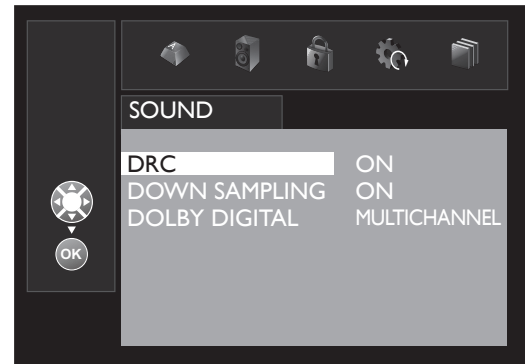 SOUND
DRC ON
DOWN SAMPLING ON
DOLBY DIGITAL MULTICHANNEL
OK